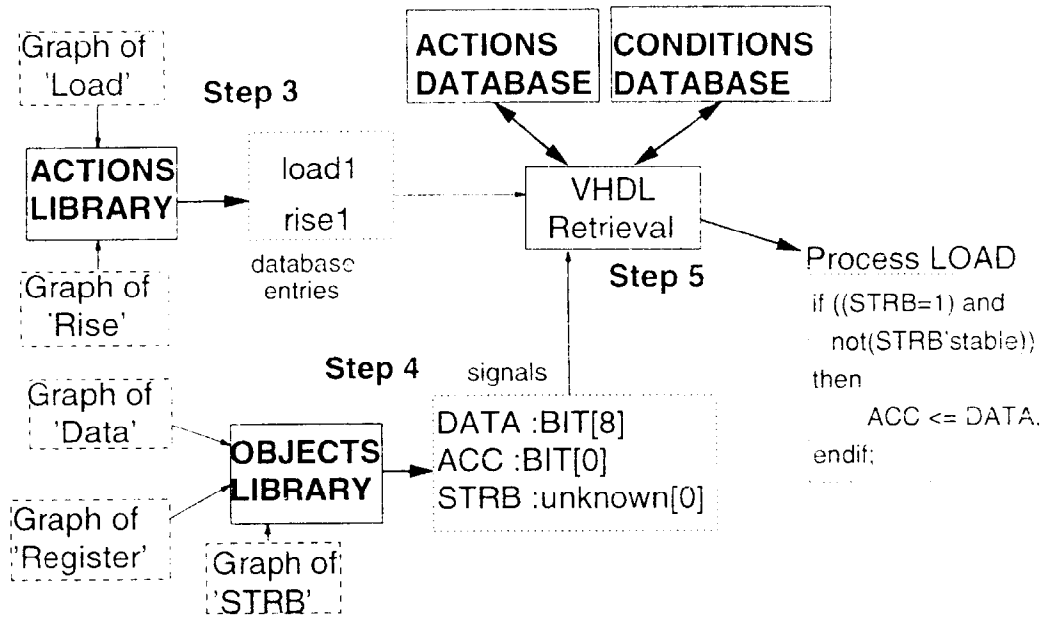 Graph of
'Load'
Step 3
ACTIONS
DATABASE
CONDITIONS
DATABASE
ACTIONS
LIBRARY
load1
rise1
database
entries
VHDL
Retrieval
Step 5
Graph of
'Rise'
Process LOAD
if ((STRB=1) and
not(STRB'stable))
then
ACC <= DATA.
endif;
Step 4
signals
Graph of
'Data'
OBJECTS
LIBRARY
DATA :BIT[8]
ACC :BIT[0]
STRB :unknown[0]
Graph of
'Register'
Graph of
'STRB'